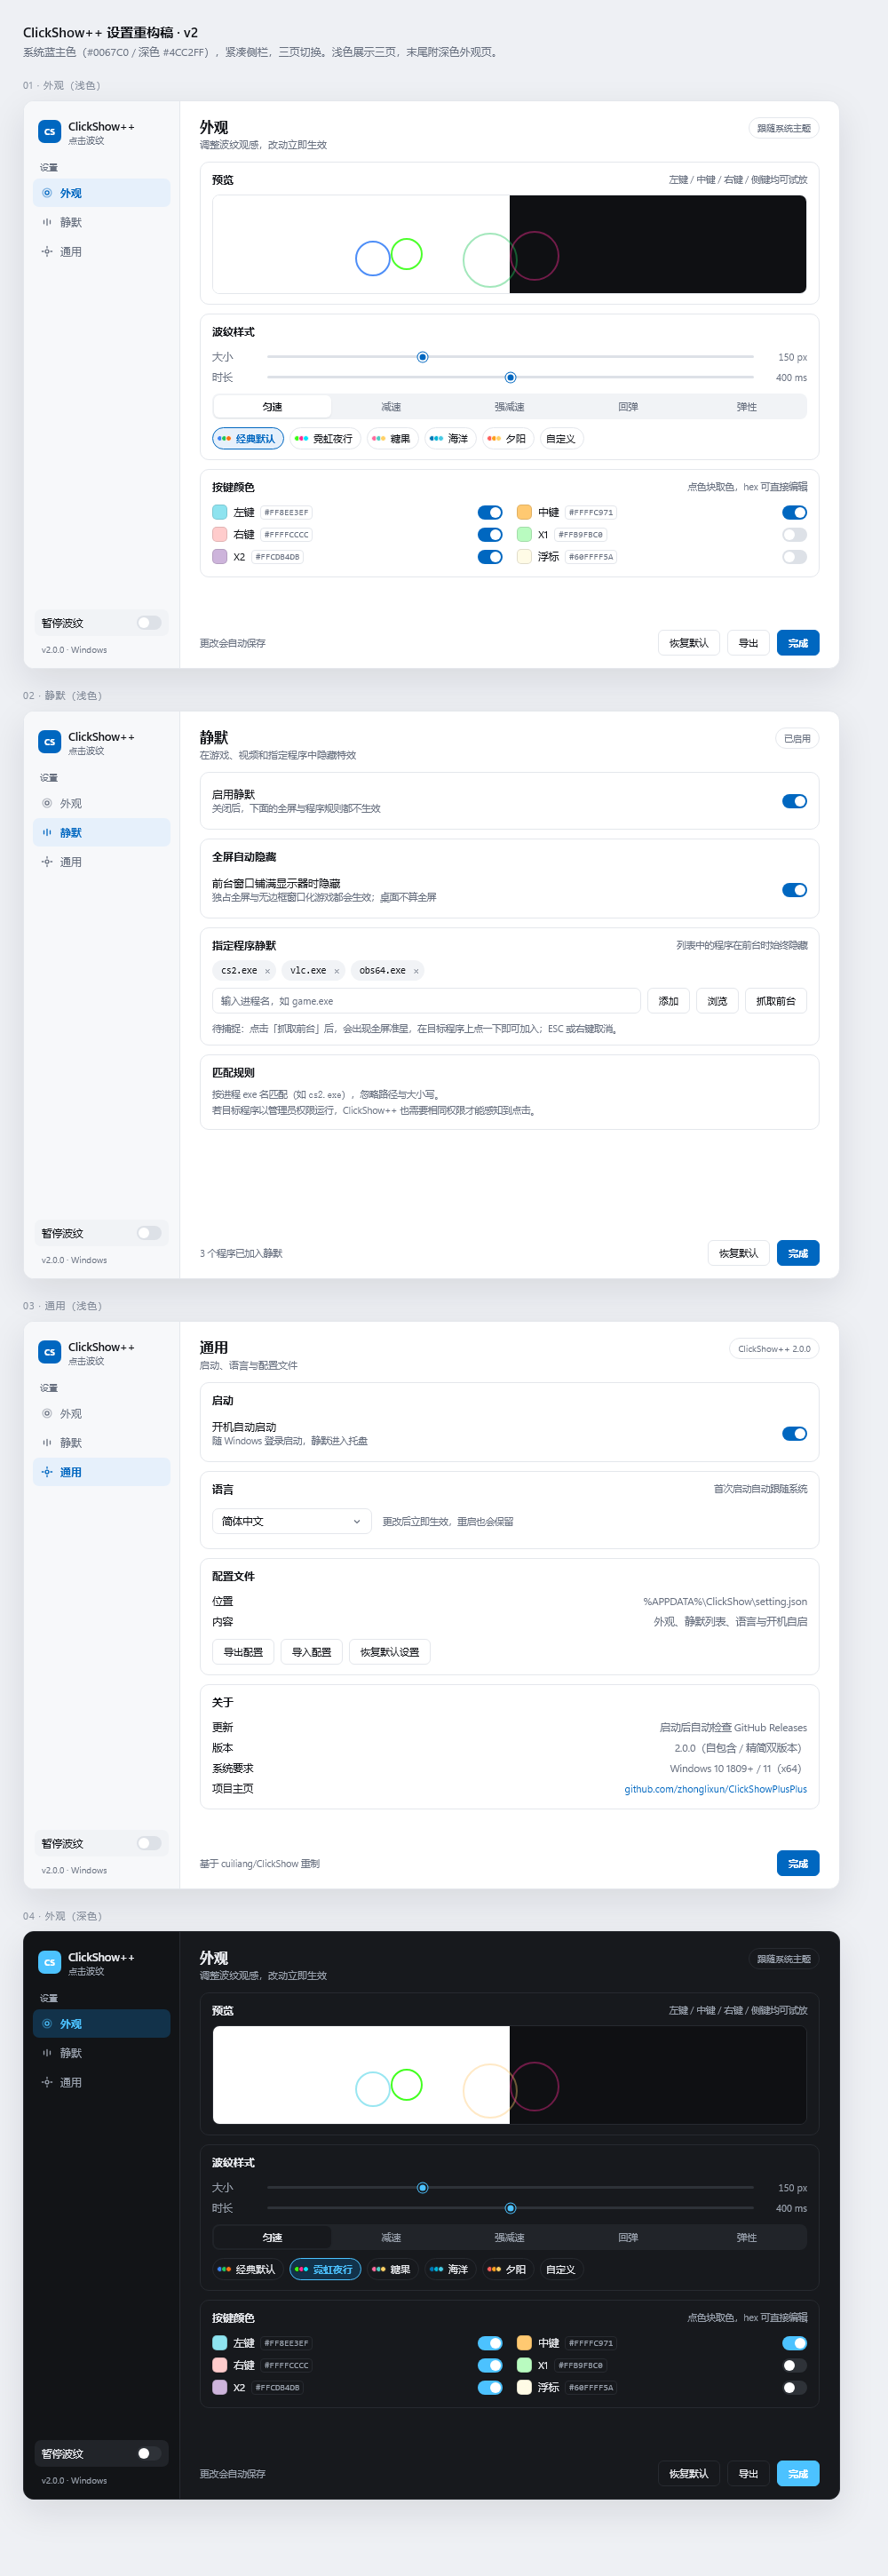 ClickShow++ 设置重构稿 · v2
系统蓝主色（#0067C0 / 深色 #4CC2FF），紧凑侧栏，三页切换。浅色展示三页，末尾附深色外观页。
01 · 外观（浅色）
CS
ClickShow++
点击波纹
设置
外观
静默
通用
暂停波纹
v2.0.0 · Windows
外观
调整波纹观感，改动立即生效
跟随系统主题
预览
左键 / 中键 / 右键 / 侧键均可试放
波纹样式
大小 150 px
时长 400 ms
匀速 减速 强减速 回弹 弹性
经典默认 霓虹夜行 糖果 海洋 夕阳 自定义
按键颜色
点色块取色，hex 可直接编辑
左键 #FF8EE3EF 中键 #FFFFC971
右键 #FFFFCCCC X1 #FFB9FBC0
X2 #FFCDB4DB 浮标 #60FFFF5A
更改会自动保存
恢复默认 导出 完成
02 · 静默（浅色）
CS
ClickShow++
点击波纹
设置
外观
静默
通用
暂停波纹
v2.0.0 · Windows
静默
在游戏、视频和指定程序中隐藏特效
已启用
启用静默
关闭后，下面的全屏与程序规则都不生效
全屏自动隐藏
前台窗口铺满显示器时隐藏
独占全屏与无边框窗口化游戏都会生效；桌面不算全屏
指定程序静默
列表中的程序在前台时始终隐藏
cs2.exe × vlc.exe × obs64.exe ×
输入进程名，如 game.exe 添加 浏览 抓取前台
待捕捉：点击「抓取前台」后，会出现全屏准星，在目标程序上点一下即可加入；ESC 或右键取消。
匹配规则
按进程 exe 名匹配（如 cs2.exe），忽略路径与大小写。
若目标程序以管理员权限运行，ClickShow++ 也需要相同权限才能感知到点击。
3 个程序已加入静默
恢复默认 完成
03 · 通用（浅色）
CS
ClickShow++
点击波纹
设置
外观
静默
通用
暂停波纹
v2.0.0 · Windows
通用
启动、语言与配置文件
ClickShow++ 2.0.0
启动
开机自动启动
随 Windows 登录启动，静默进入托盘
语言
首次启动自动跟随系统
简体中文 更改后立即生效，重启也会保留
配置文件
位置 %APPDATA%\ClickShow\setting.json
内容 外观、静默列表、语言与开机自启
导出配置 导入配置 恢复默认设置
关于
更新 启动后自动检查 GitHub Releases
版本 2.0.0（自包含 / 精简双版本）
系统要求 Windows 10 1809+ / 11（x64）
项目主页 github.com/zhonglixun/ClickShowPlusPlus
基于 cuiliang/ClickShow 重制
完成
04 · 外观（深色）
CS
ClickShow++
点击波纹
设置
外观
静默
通用
暂停波纹
v2.0.0 · Windows
外观
调整波纹观感，改动立即生效
跟随系统主题
预览
左键 / 中键 / 右键 / 侧键均可试放
波纹样式
大小 150 px
时长 400 ms
匀速 减速 强减速 回弹 弹性
经典默认 霓虹夜行 糖果 海洋 夕阳 自定义
按键颜色
点色块取色，hex 可直接编辑
左键 #FF8EE3EF 中键 #FFFFC971
右键 #FFFFCCCC X1 #FFB9FBC0
X2 #FFCDB4DB 浮标 #60FFFF5A
更改会自动保存
恢复默认 导出 完成